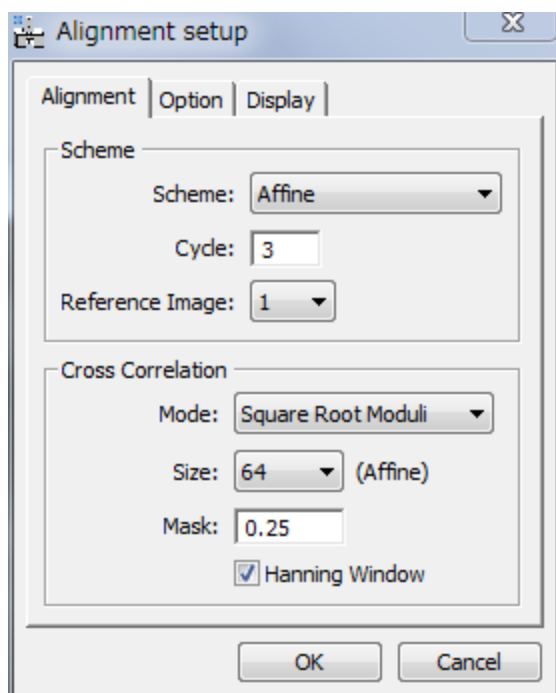 Alignment setup
Alignment Option Display
Scheme
Scheme: Affine
Cycle: 3
Reference Image: 1
Cross Correlation
Mode: Square Root Moduli
Size: 64 (Affine)
Mask: 0.25
Hanning Window
OK Cancel